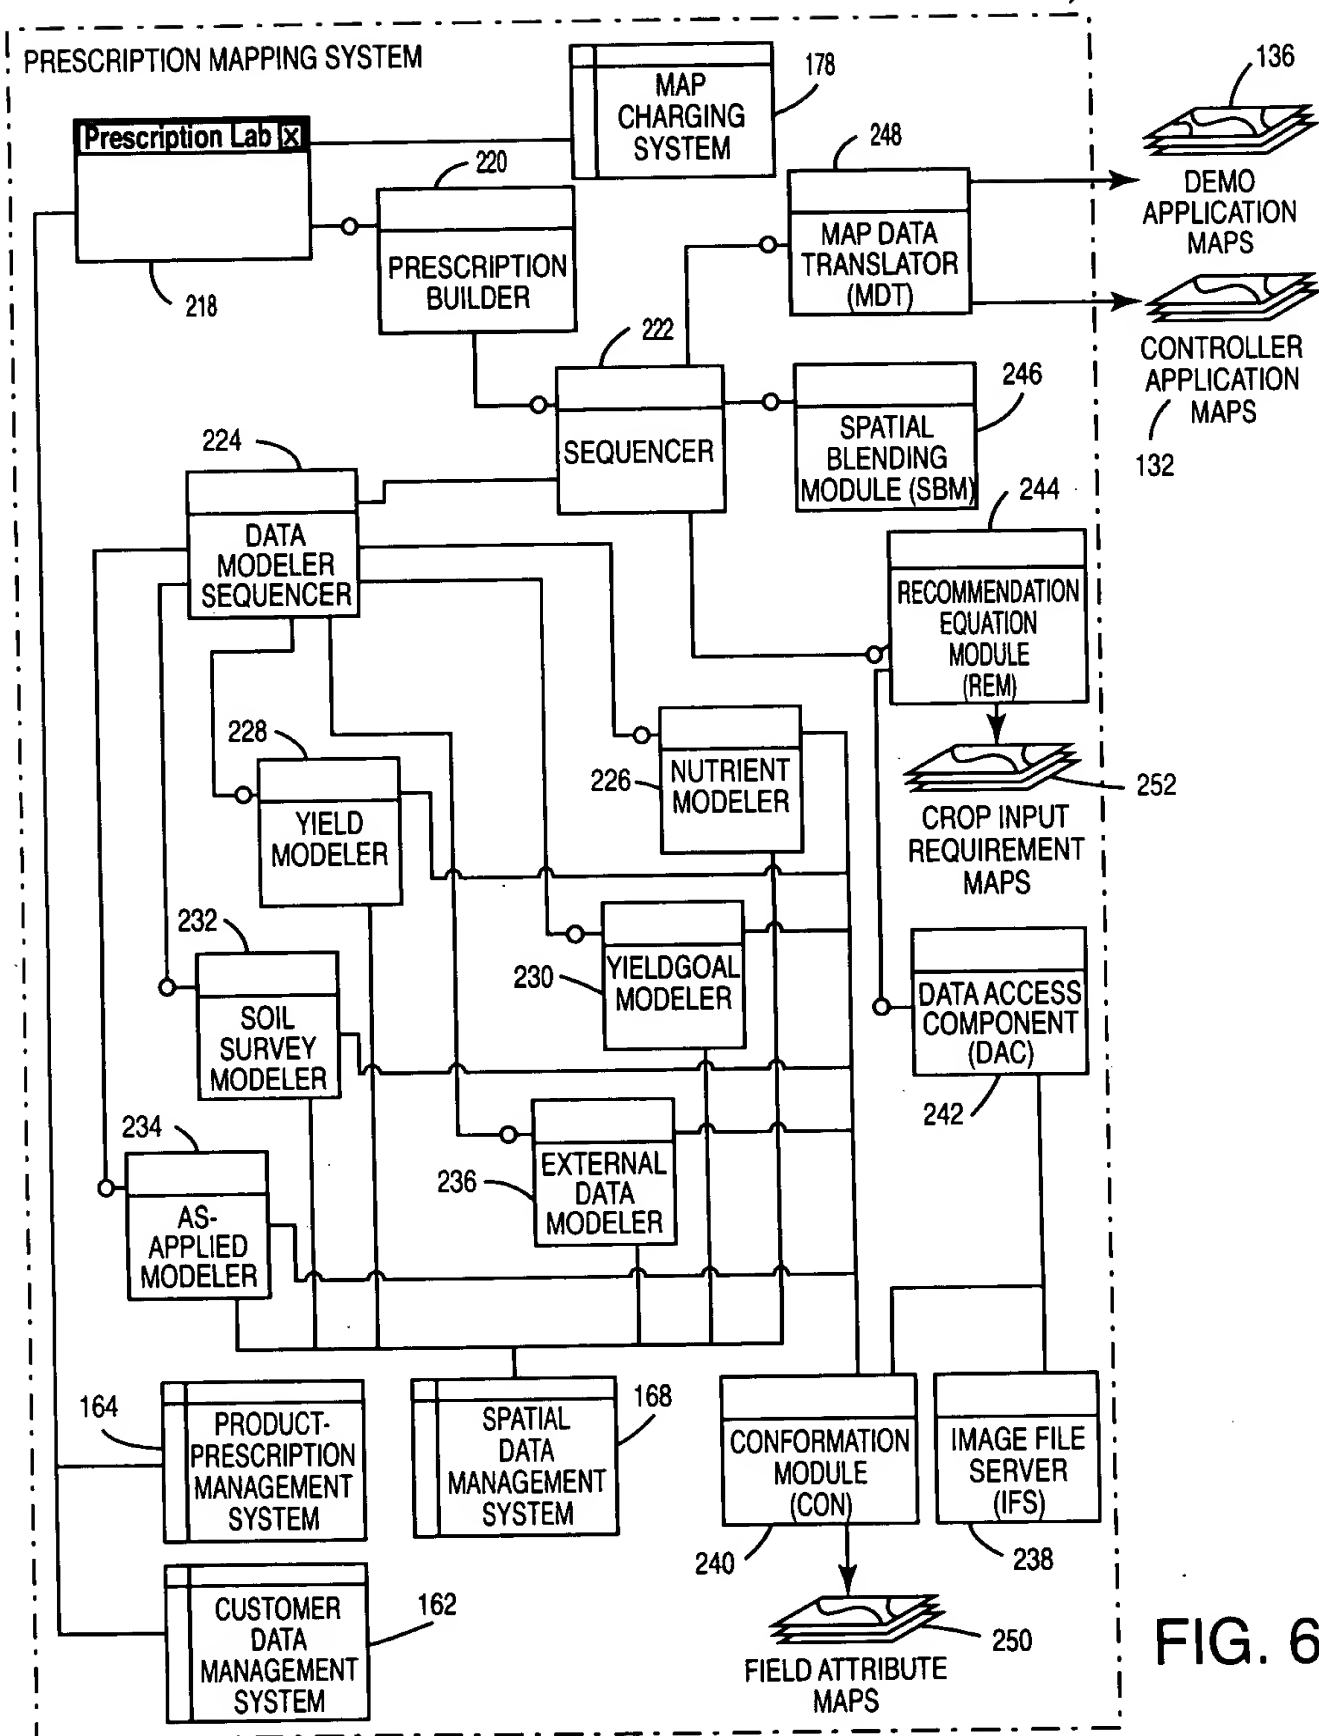 PRESCRIPTION MAPPING SYSTEM
Prescription Lab X
218
MAP
CHARGING
SYSTEM
178
136
DEMO
APPLICATION
MAPS
220
PRESCRIPTION
BUILDER
248
MAP DATA
TRANSLATOR
(MDT)
CONTROLLER
APPLICATION
MAPS
132
222
SEQUENCER
246
SPATIAL
BLENDING
MODULE (SBM)
224
DATA
MODELER
SEQUENCER
244
RECOMMENDATION
EQUATION
MODULE
(REM)
252
CROP INPUT
REQUIREMENT
MAPS
228
YIELD
MODELER
226
NUTRIENT
MODELER
232
SOIL
SURVEY
MODELER
230
YIELDGOAL
MODELER
DATA ACCESS
COMPONENT
(DAC)
242
234
AS-
APPLIED
MODELER
236
EXTERNAL
DATA
MODELER
164
PRODUCT-
PRESCRIPTION
MANAGEMENT
SYSTEM
168
SPATIAL
DATA
MANAGEMENT
SYSTEM
CONFORMATION
MODULE
(CON)
240
IMAGE FILE
SERVER
(IFS)
238
162
CUSTOMER
DATA
MANAGEMENT
SYSTEM
250
FIELD ATTRIBUTE
MAPS
FIG. 6